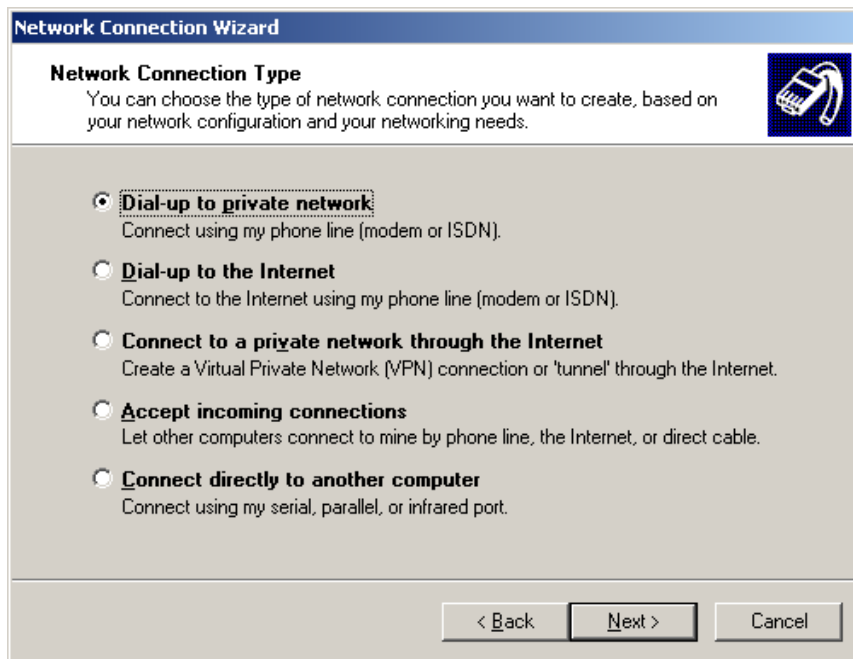 Network Connection Wizard
Network Connection Type
You can choose the type of network connection you want to create, based on
your network configuration and your networking needs.
Dial-up to private network
Connect using my phone line (modem or ISDN).
Dial-up to the Internet
Connect to the Internet using my phone line (modem or ISDN).
Connect to a private network through the Internet
Create a Virtual Private Network (VPN) connection or 'tunnel' through the Internet.
Accept incoming connections
Let other computers connect to mine by phone line, the Internet, or direct cable.
Connect directly to another computer
Connect using my serial, parallel, or infrared port.
< Back Next > Cancel